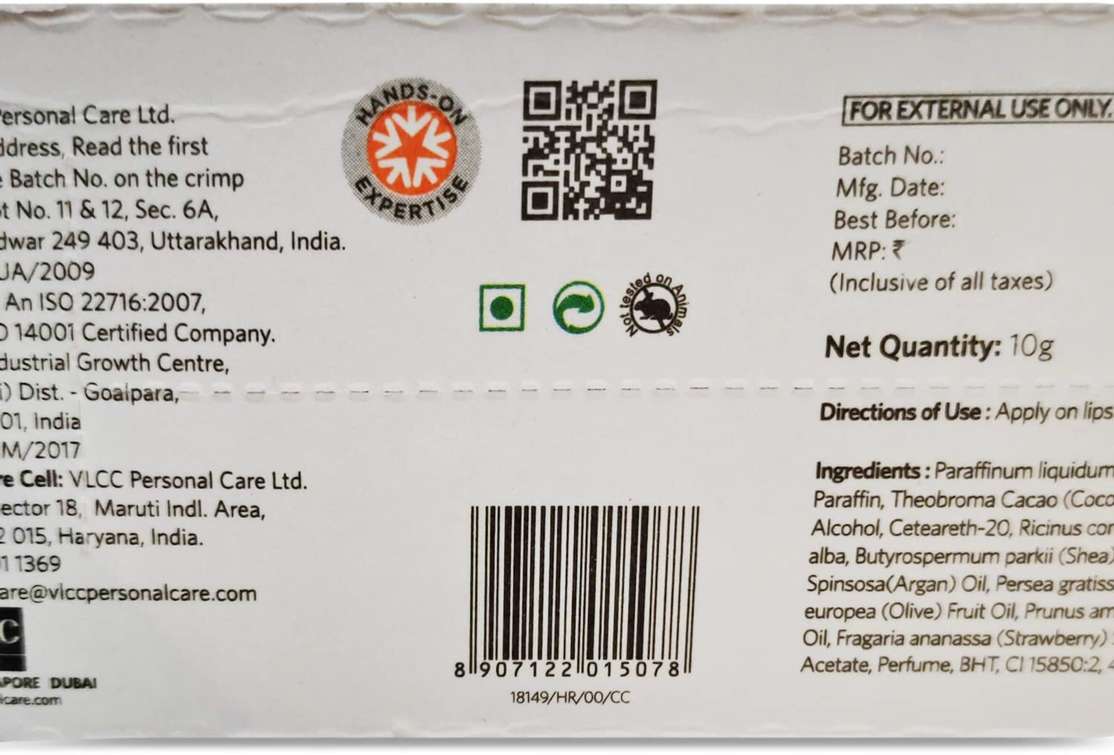 Personal Care Ltd.
ddress, Read the first
e Batch No. on the crimp
t No. 11 & 12, Sec. 6A,
dwar 249 403, Uttarakhand, India.
UA/2009
An ISO 22716:2007,
O 14001 Certified Company.
dustrial Growth Centre,
i) Dist. - Goalpara,
01, India
M/2017
re Cell: VLCC Personal Care Ltd.
ector 18, Maruti Indl. Area,
2 015, Haryana, India.
01 1369
are@vlccpersonalcare.com
C
APORE DUBAI
lcare.com
HANDS-ON
EXPERTISE
Not tested on Animals
8 907122 015078
18149/HR/00/CC
FOR EXTERNAL USE ONLY.
Batch No.:
Mfg. Date:
Best Before:
MRP: ₹
(Inclusive of all taxes)
Net Quantity: 10g
Directions of Use : Apply on lips
Ingredients : Paraffinum liquidum
Paraffin, Theobroma Cacao (Coco
Alcohol, Ceteareth-20, Ricinus com
alba, Butyrospermum parkii (Shea)
Spinsosa(Argan) Oil, Persea gratiss
europea (Olive) Fruit Oil, Prunus am
Oil, Fragaria ananassa (Strawberry)
Acetate, Perfume, BHT, CI 15850:2, 4